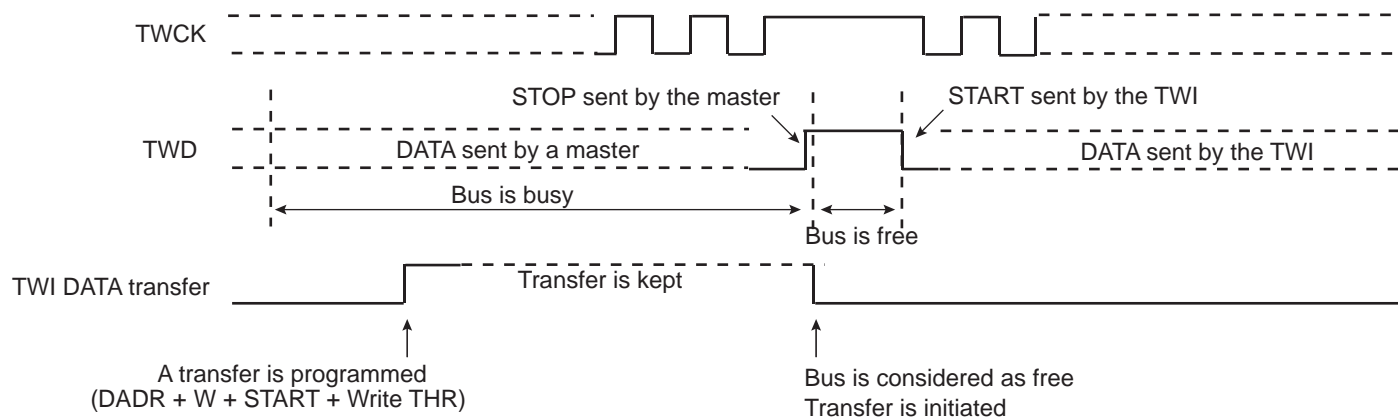 TWCK
STOP sent by the master
START sent by the TWI
TWD
DATA sent by a master
DATA sent by the TWI
Bus is busy
Bus is free
TWI DATA transfer
Transfer is kept
A transfer is programmed
(DADR + W + START + Write THR)
Bus is considered as free
Transfer is initiated